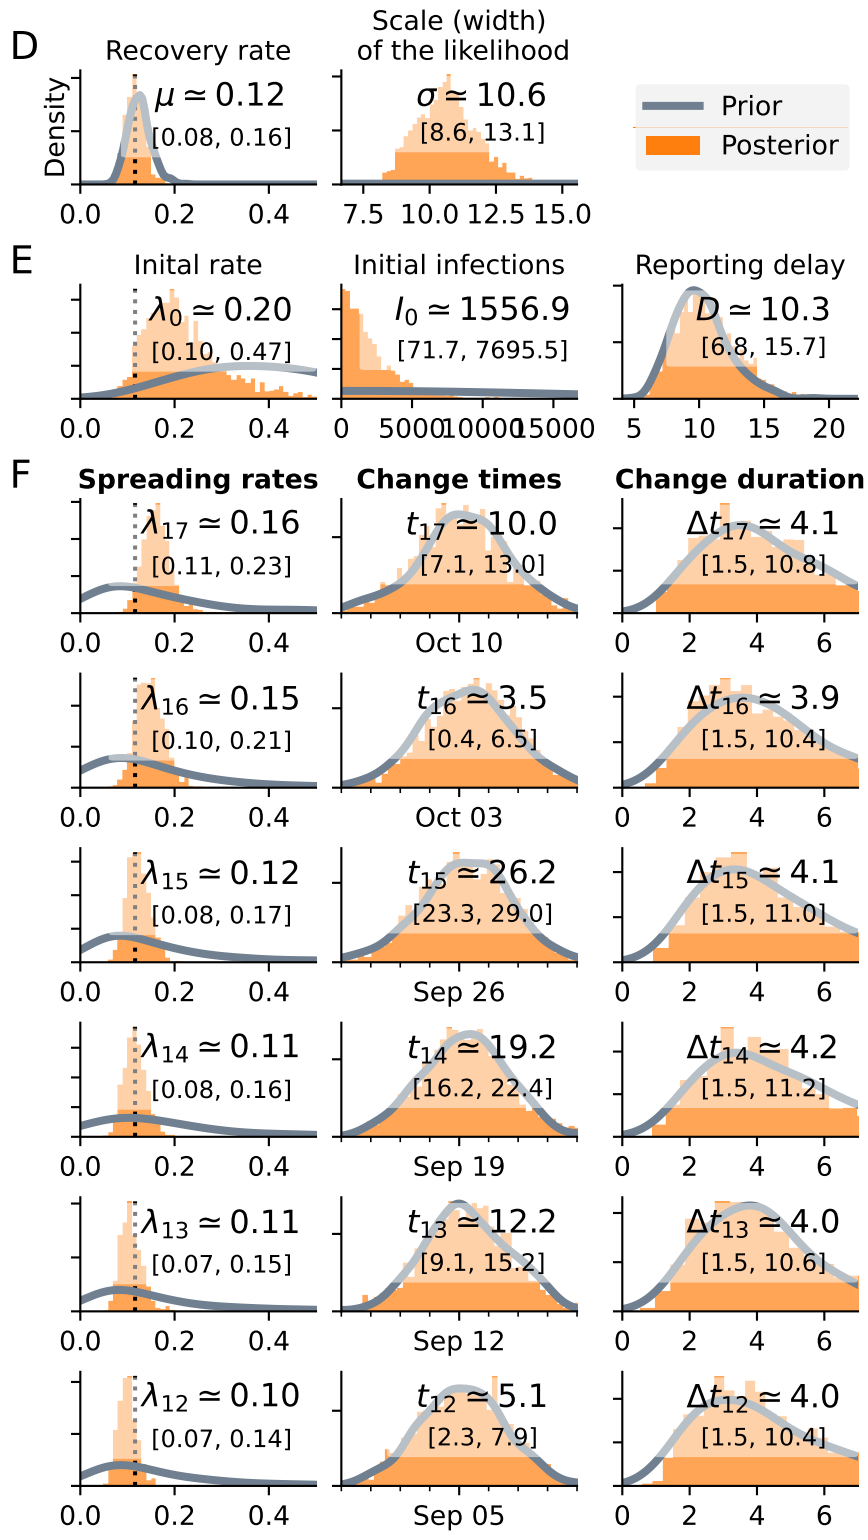 D
Recovery rate
Scale (width)
of the likelihood
Density
μ ≃ 0.12
[0.08, 0.16]
σ ≃ 10.6
[8.6, 13.1]
Prior
Posterior
0.0 0.2 0.4
7.5 10.0 12.5 15.0
E
Inital rate
Initial infections
Reporting delay
λ0 ≃ 0.20
[0.10, 0.47]
I0 ≃ 1556.9
[71.7, 7695.5]
D ≃ 10.3
[6.8, 15.7]
0.0 0.2 0.4
0 5000 10000 15000
5 10 15 20
F
Spreading rates
Change times
Change duration
λ17 ≃ 0.16
[0.11, 0.23]
t17 ≃ 10.0
[7.1, 13.0]
Δt17 ≃ 4.1
[1.5, 10.8]
0.0 0.2 0.4
Oct 10
0 2 4 6
λ16 ≃ 0.15
[0.10, 0.21]
t16 ≃ 3.5
[0.4, 6.5]
Δt16 ≃ 3.9
[1.5, 10.4]
0.0 0.2 0.4
Oct 03
0 2 4 6
λ15 ≃ 0.12
[0.08, 0.17]
t15 ≃ 26.2
[23.3, 29.0]
Δt15 ≃ 4.1
[1.5, 11.0]
0.0 0.2 0.4
Sep 26
0 2 4 6
λ14 ≃ 0.11
[0.08, 0.16]
t14 ≃ 19.2
[16.2, 22.4]
Δt14 ≃ 4.2
[1.5, 11.2]
0.0 0.2 0.4
Sep 19
0 2 4 6
λ13 ≃ 0.11
[0.07, 0.15]
t13 ≃ 12.2
[9.1, 15.2]
Δt13 ≃ 4.0
[1.5, 10.6]
0.0 0.2 0.4
Sep 12
0 2 4 6
λ12 ≃ 0.10
[0.07, 0.14]
t12 ≃ 5.1
[2.3, 7.9]
Δt12 ≃ 4.0
[1.5, 10.4]
0.0 0.2 0.4
Sep 05
0 2 4 6